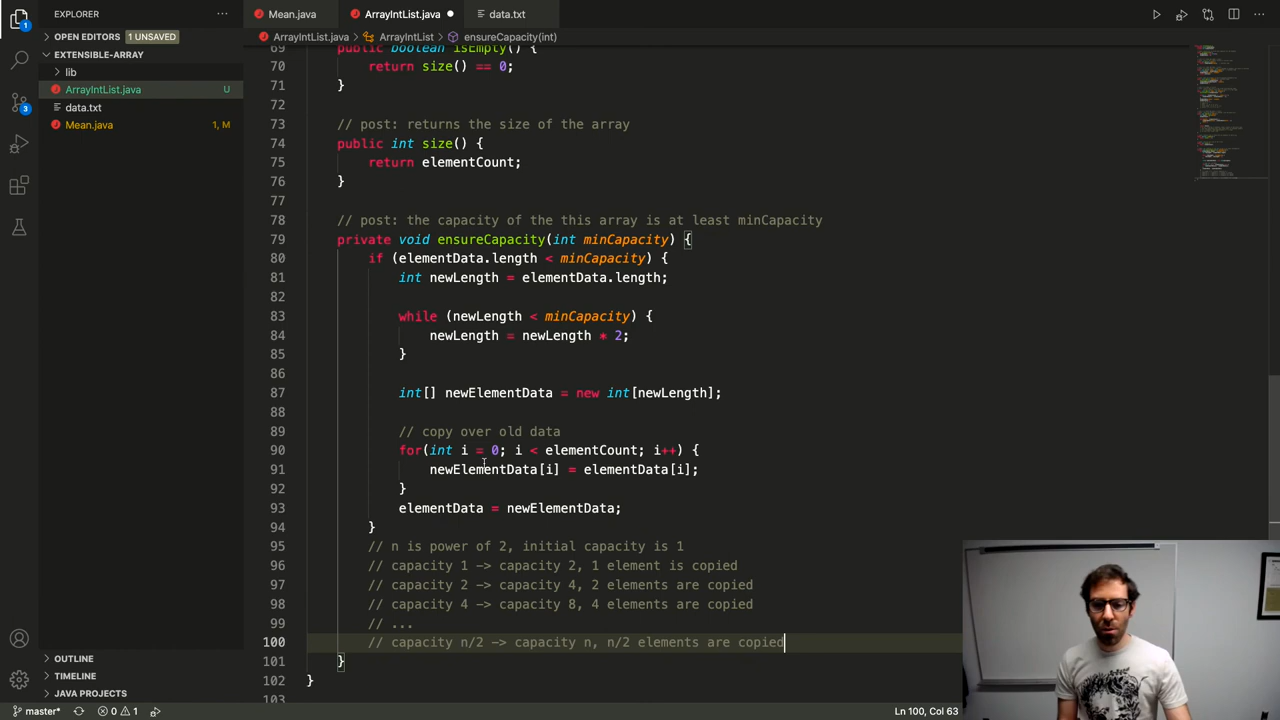 EXPLORER
Mean.java
ArrayIntList.java
data.txt
OPEN EDITORS
1 UNSAVED
ArrayIntList.java
ArrayIntList
ensureCapacity(int)
EXTENSIBLE-ARRAY
lib
ArrayIntList.java U
data.txt
Mean.java 1, M
OUTLINE
TIMELINE
JAVA PROJECTS
1
3
69 public boolean isEmpty() {
70 return size() == 0;
71 }
72
73 // post: returns the size of the array
74 public int size() {
75 return elementCount;
76 }
77
78 // post: the capacity of the this array is at least minCapacity
79 private void ensureCapacity(int minCapacity) {
80 if (elementData.length < minCapacity) {
81 int newLength = elementData.length;
82
83 while (newLength < minCapacity) {
84 newLength = newLength * 2;
85 }
86
87 int[] newElementData = new int[newLength];
88
89 // copy over old data
90 for(int i = 0; i < elementCount; i++) {
91 newElementData[i] = elementData[i];
92 }
93 elementData = newElementData;
94 }
95 // n is power of 2, initial capacity is 1
96 // capacity 1 -> capacity 2, 1 element is copied
97 // capacity 2 -> capacity 4, 2 elements are copied
98 // capacity 4 -> capacity 8, 4 elements are copied
99 // ...
100 // capacity n/2 -> capacity n, n/2 elements are copied
101 }
102 }
103
master*
0
1
Ln 100, Col 63